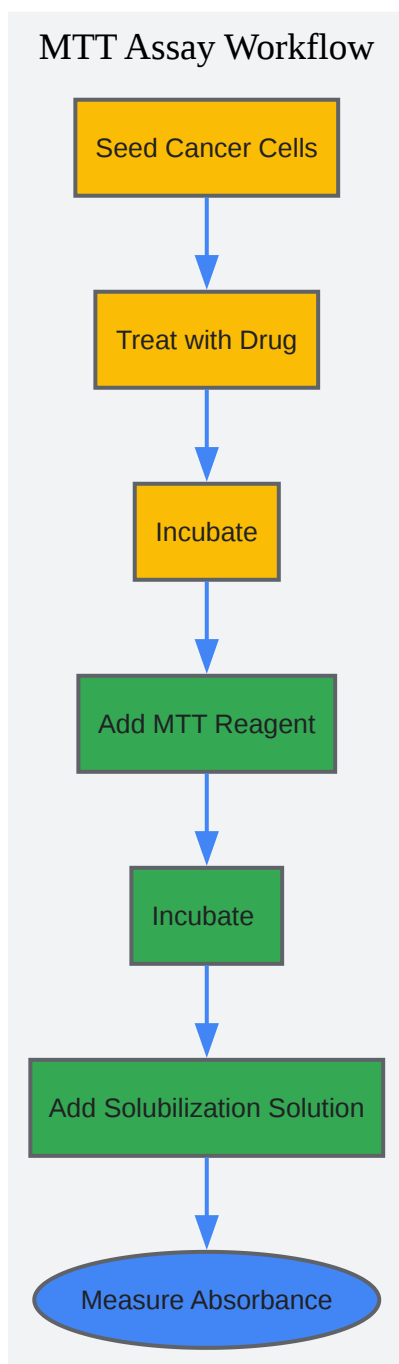 MTT Assay Workflow
Seed Cancer Cells
Treat with Drug
Incubate
Add MTT Reagent
Incubate
Add Solubilization Solution
Measure Absorbance